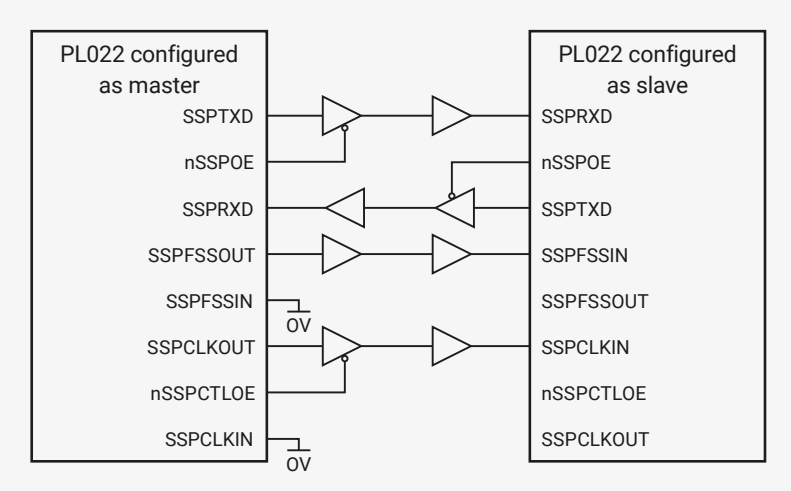 PL022 configured
as master
SSPTXD
nSSPOE
SSPRXD
SSPFSSOUT
SSPFSSIN
0V
SSPCLKOUT
nSSPCTLOE
SSPCLKIN
0V
PL022 configured
as slave
SSPRXD
nSSPOE
SSPTXD
SSPFSSIN
SSPFSSOUT
SSPCLKIN
nSSPCTLOE
SSPCLKOUT